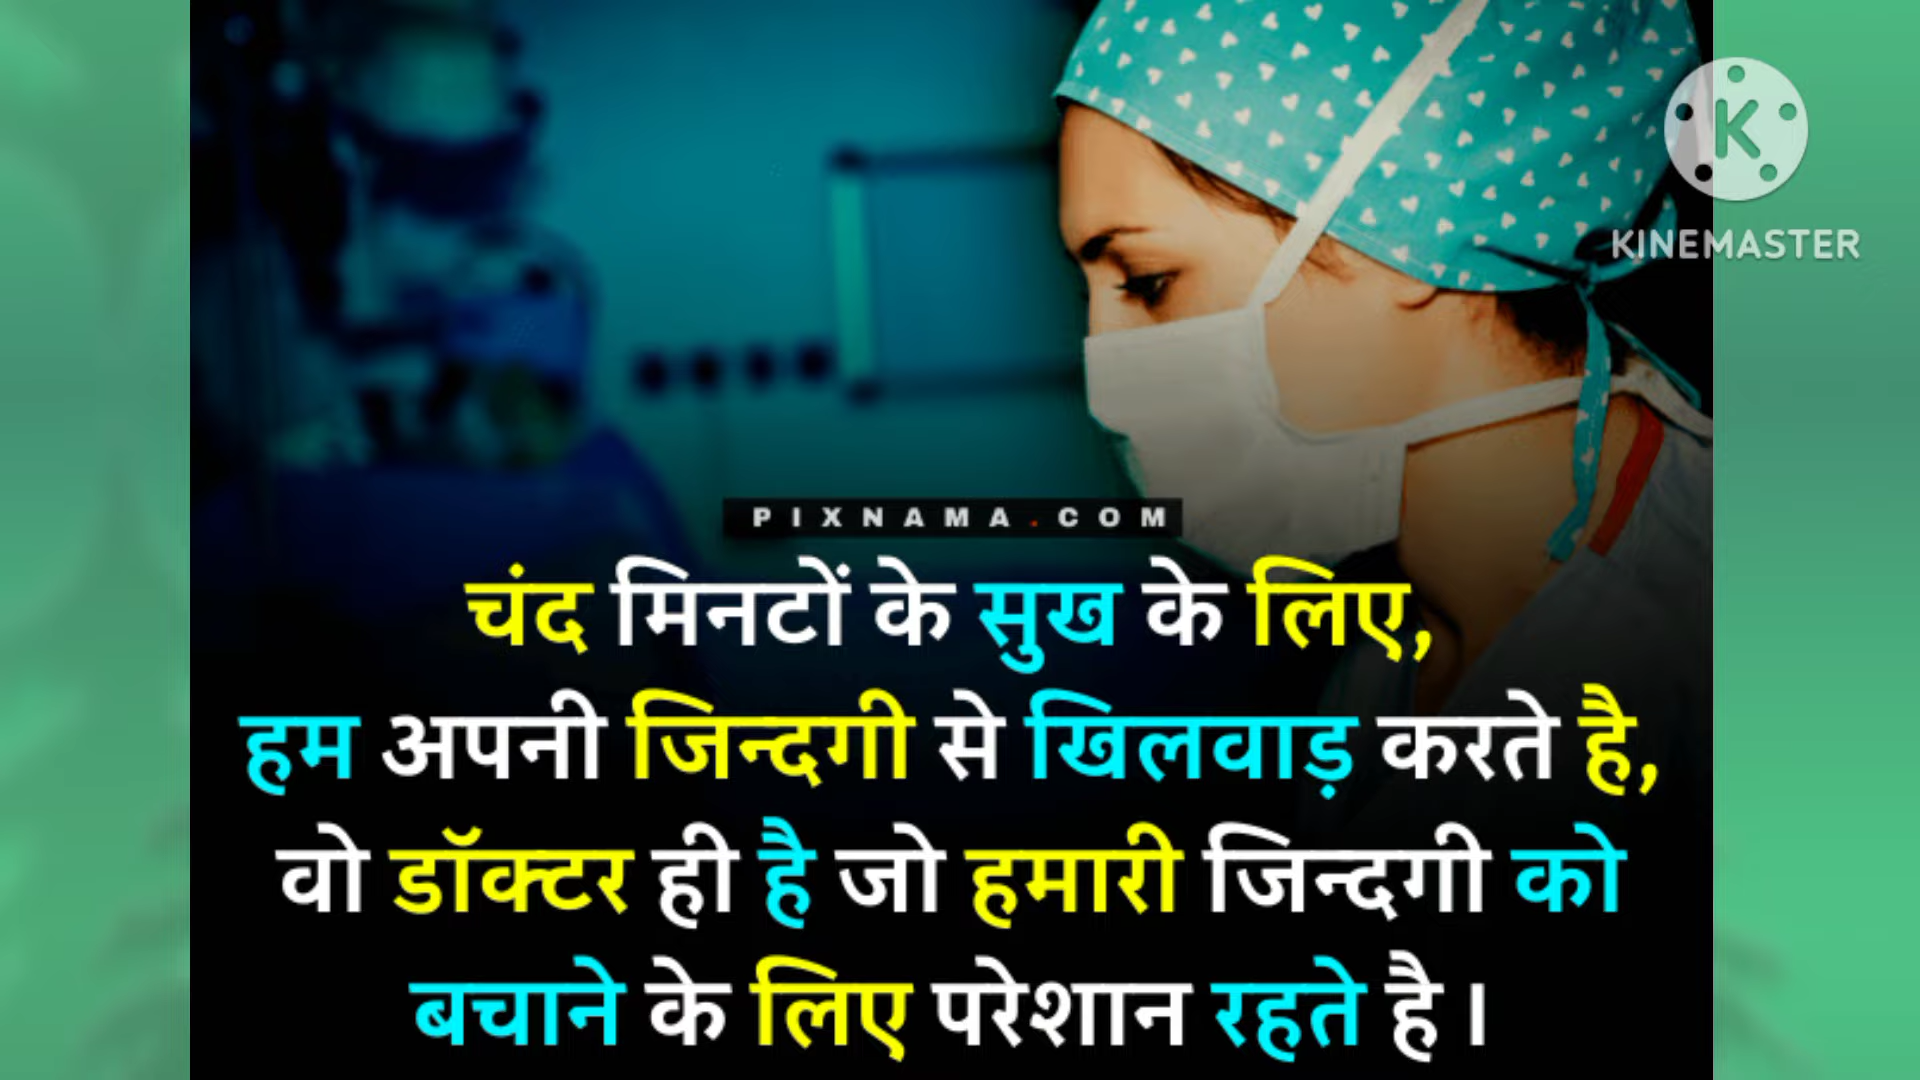 KINEMASTER
PIXNAMA.COM
चंद मिनटों के सुख के लिए,
हम अपनी जिन्दगी से खिलवाड़ करते है,
वो डॉक्टर ही है जो हमारी जिन्दगी को
बचाने के लिए परेशान रहते है।